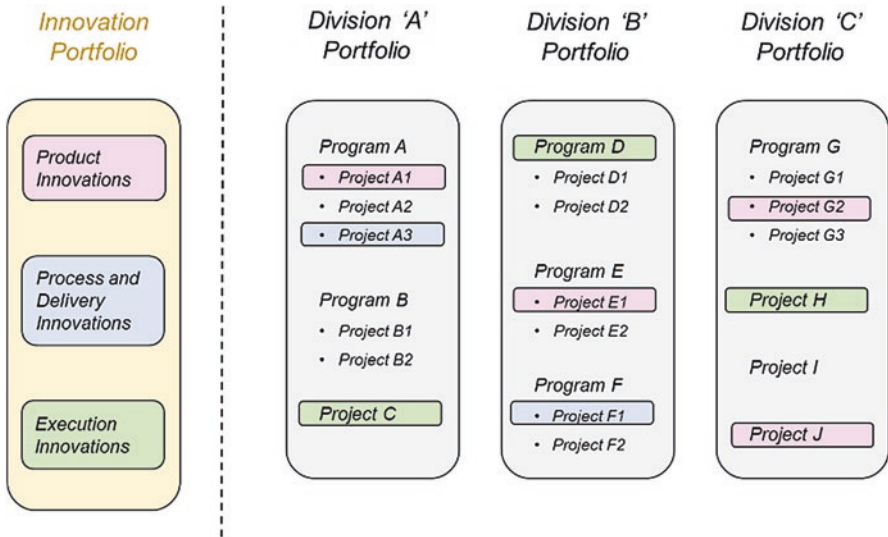 Innovation
Portfolio
Product
Innovations
Process and
Delivery
Innovations
Execution
Innovations
Division ‘A’
Portfolio
Program A
• Project A1
• Project A2
• Project A3
Program B
• Project B1
• Project B2
Project C
Division ‘B’
Portfolio
Program D
• Project D1
• Project D2
Program E
• Project E1
• Project E2
Program F
• Project F1
• Project F2
Division ‘C’
Portfolio
Program G
• Project G1
• Project G2
• Project G3
Project H
Project I
Project J